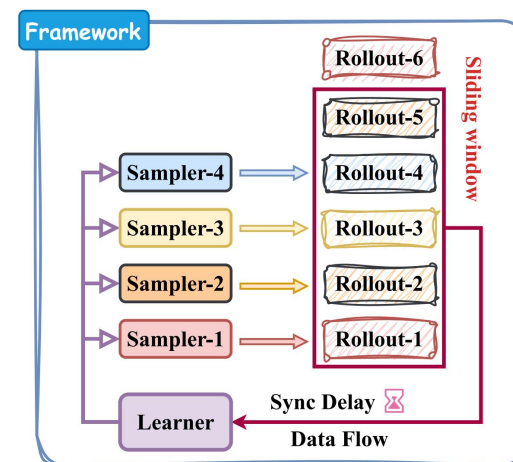 Framework
Rollout-6
Sliding window
Rollout-5
Sampler-4
Rollout-4
Sampler-3
Rollout-3
Sampler-2
Rollout-2
Sampler-1
Rollout-1
Learner
Sync Delay
Data Flow